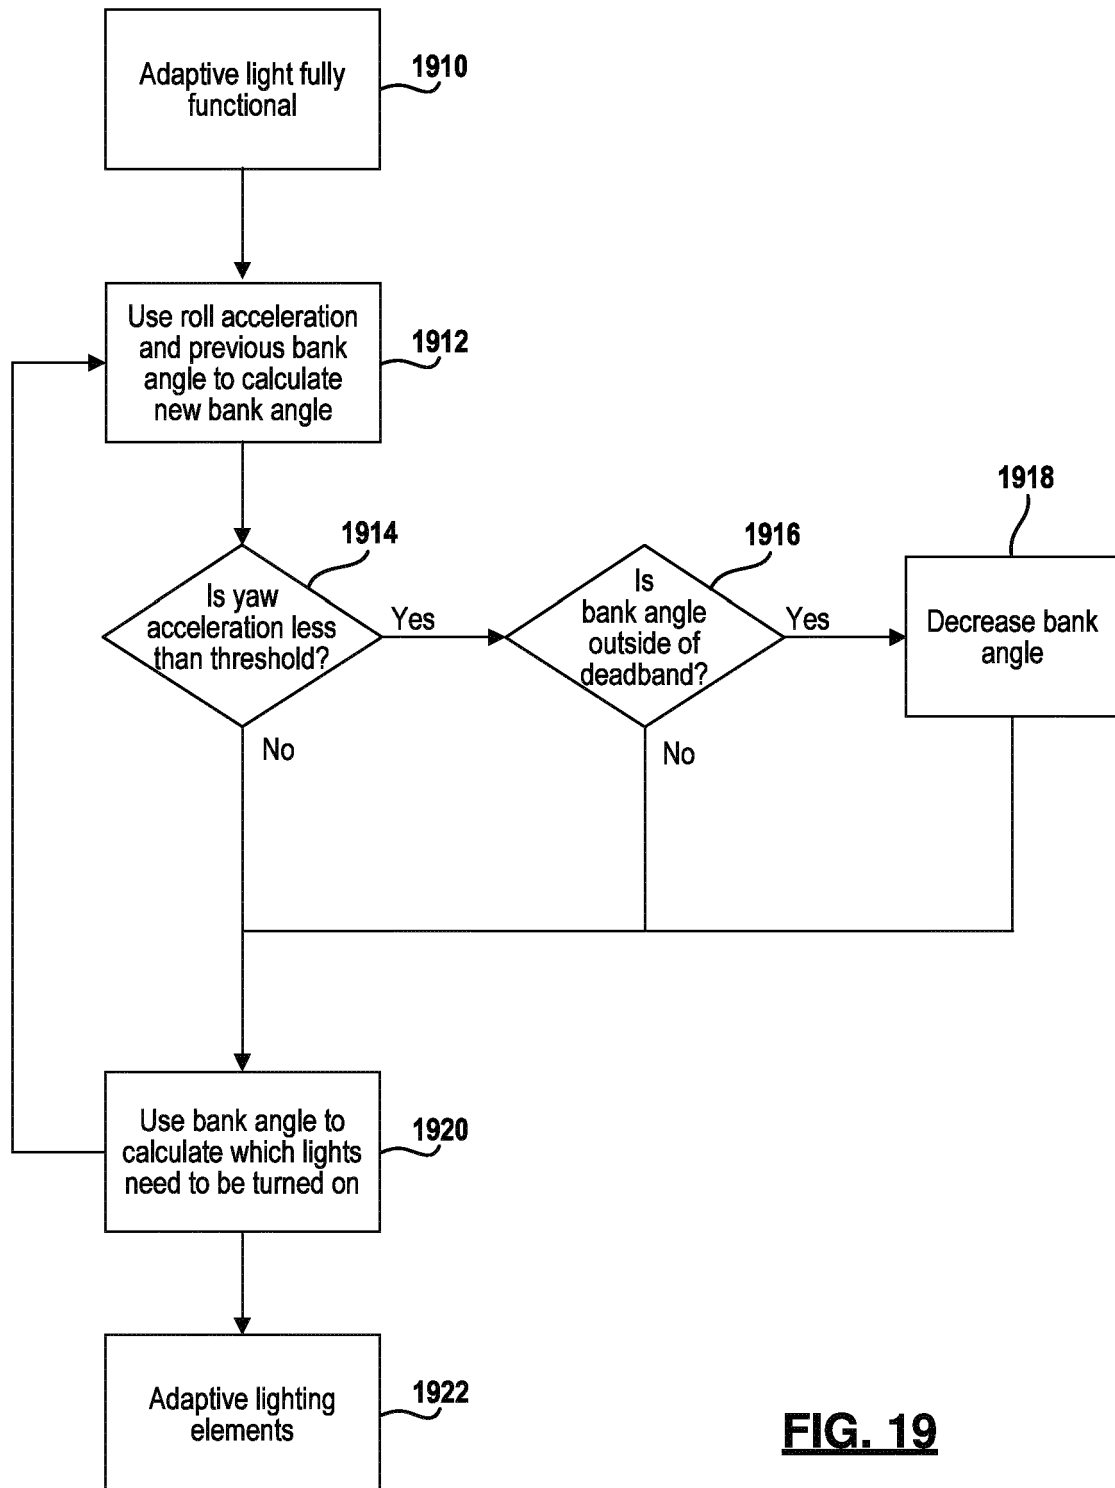 Adaptive light fully
functional
1910
Use roll acceleration
and previous bank
angle to calculate
new bank angle
1912
1914
Is yaw
acceleration less
than threshold?
Yes
No
1916
Is
bank angle
outside of
deadband?
Yes
No
1918
Decrease bank
angle
Use bank angle to
calculate which lights
need to be turned on
1920
Adaptive lighting
elements
1922
FIG. 19